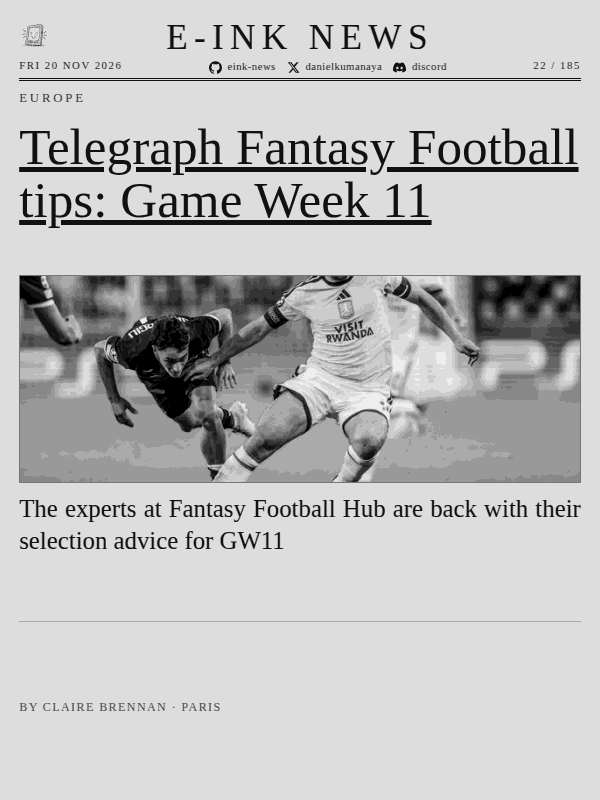 E-INK NEWS
FRI 20 NOV 2026
eink-news danielkumanaya discord
22 / 185
EUROPE
Telegraph Fantasy Football
tips: Game Week 11
VISIT
RWANDA
The experts at Fantasy Football Hub are back with their
selection advice for GW11
BY CLAIRE BRENNAN · PARIS